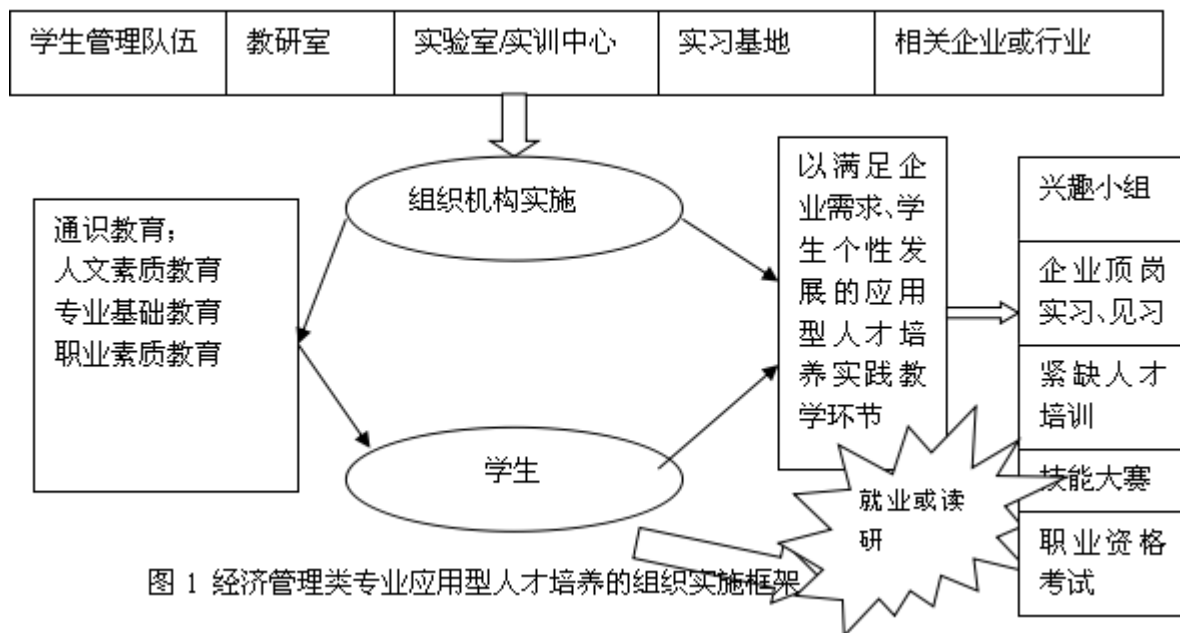 学生管理队伍
教研室
实验室/实训中心
实习基地
相关企业或行业
组织机构实施
通识教育；
人文素质教育
专业基础教育
职业素质教育
学生
以满足企
业需求、学
生个性发
展的应用
型人才培
养实践教
学环节
兴趣小组
企业顶岗
实习、见习
紧缺人才
培训
技能大赛
职业资格
考试
就业或读
研
图 1 经济管理类专业应用型人才培养的组织实施框架